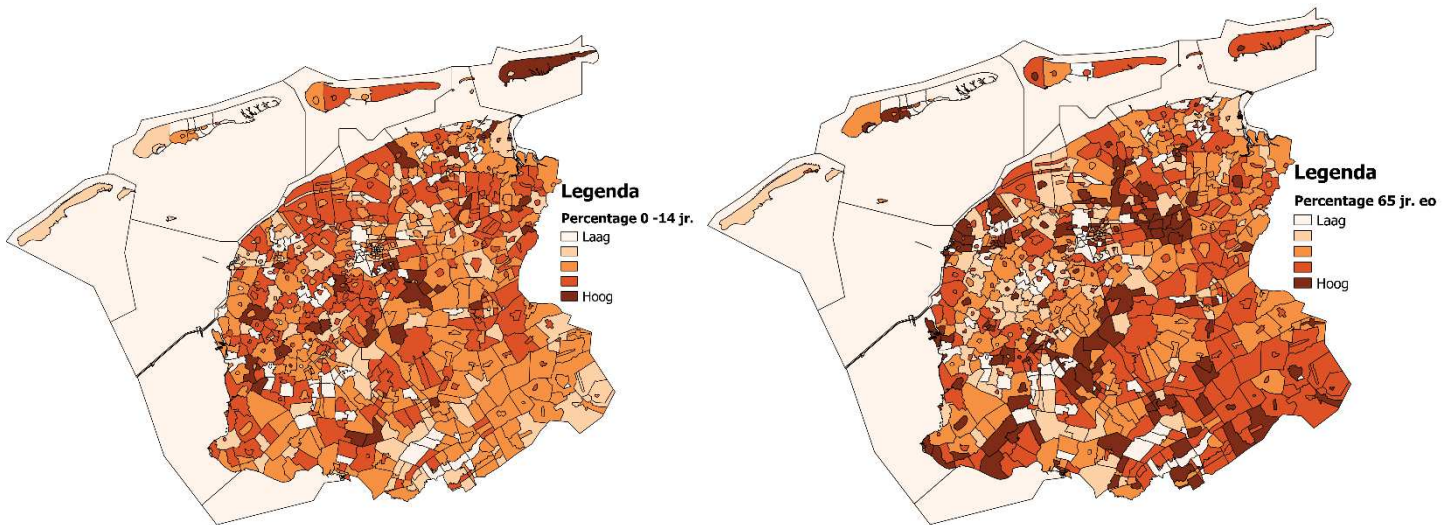 Legenda
Percentage 0 -14 jr.
Laag
Hoog
Legenda
Percentage 65 jr. eo
Laag
Hoog